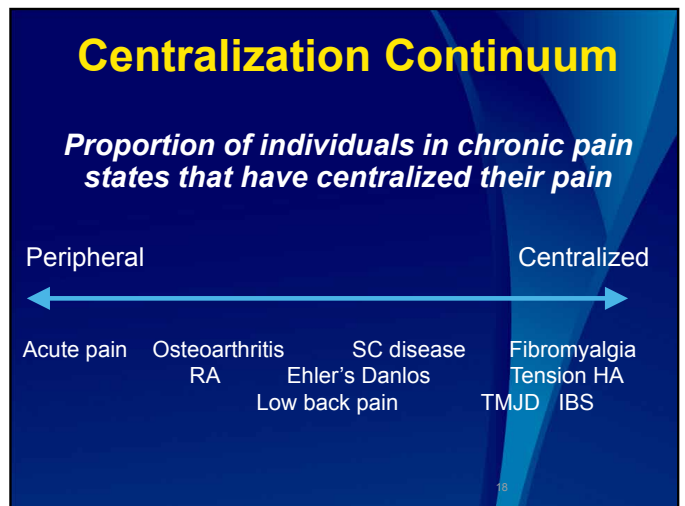 Centralization Continuum
Proportion of individuals in chronic pain
states that have centralized their pain
Peripheral Centralized
Acute pain Osteoarthritis SC disease Fibromyalgia
RA Ehler's Danlos Tension HA
Low back pain TMJD IBS
18